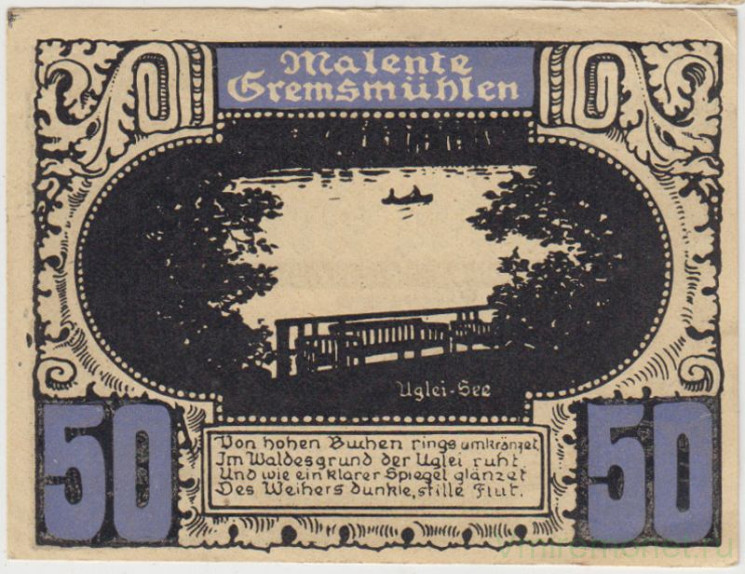 Malente
Gremsmühlen
Uglei-See
50
50
Von hohen Buchen rings umkränzet
Im Waldesgrund der Uglei ruht,
Und wie ein klarer Spiegel glänzet
Des Weihers dunkle, stille Flut.